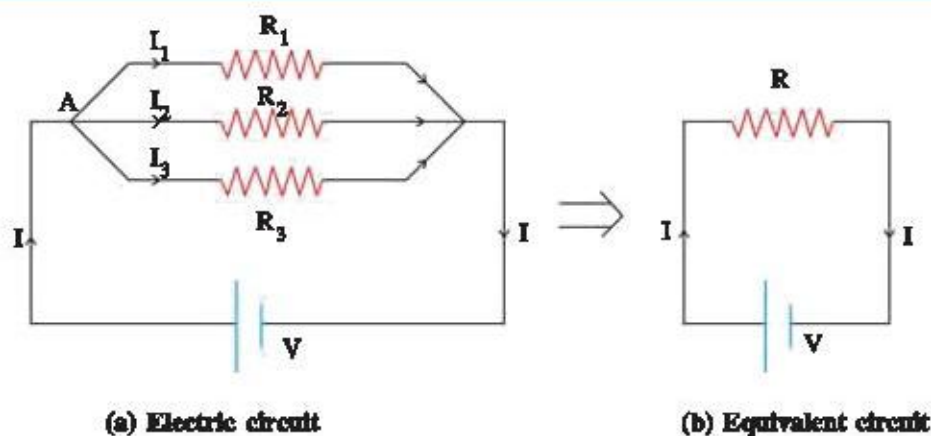 I₁ R₁
A I₂ R₂
I₃
R₃
I I
V
(a) Electric circuit
R
I I
V
(b) Equivalent circuit